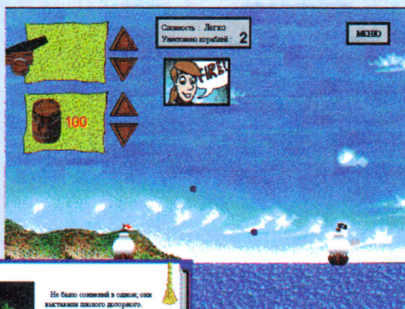 Сложность : Легко
Уничтожено кораблей : 2
МЕНЮ
FIRE!
100
Не было сомнений в одном, они
выставили плохого дозорного.